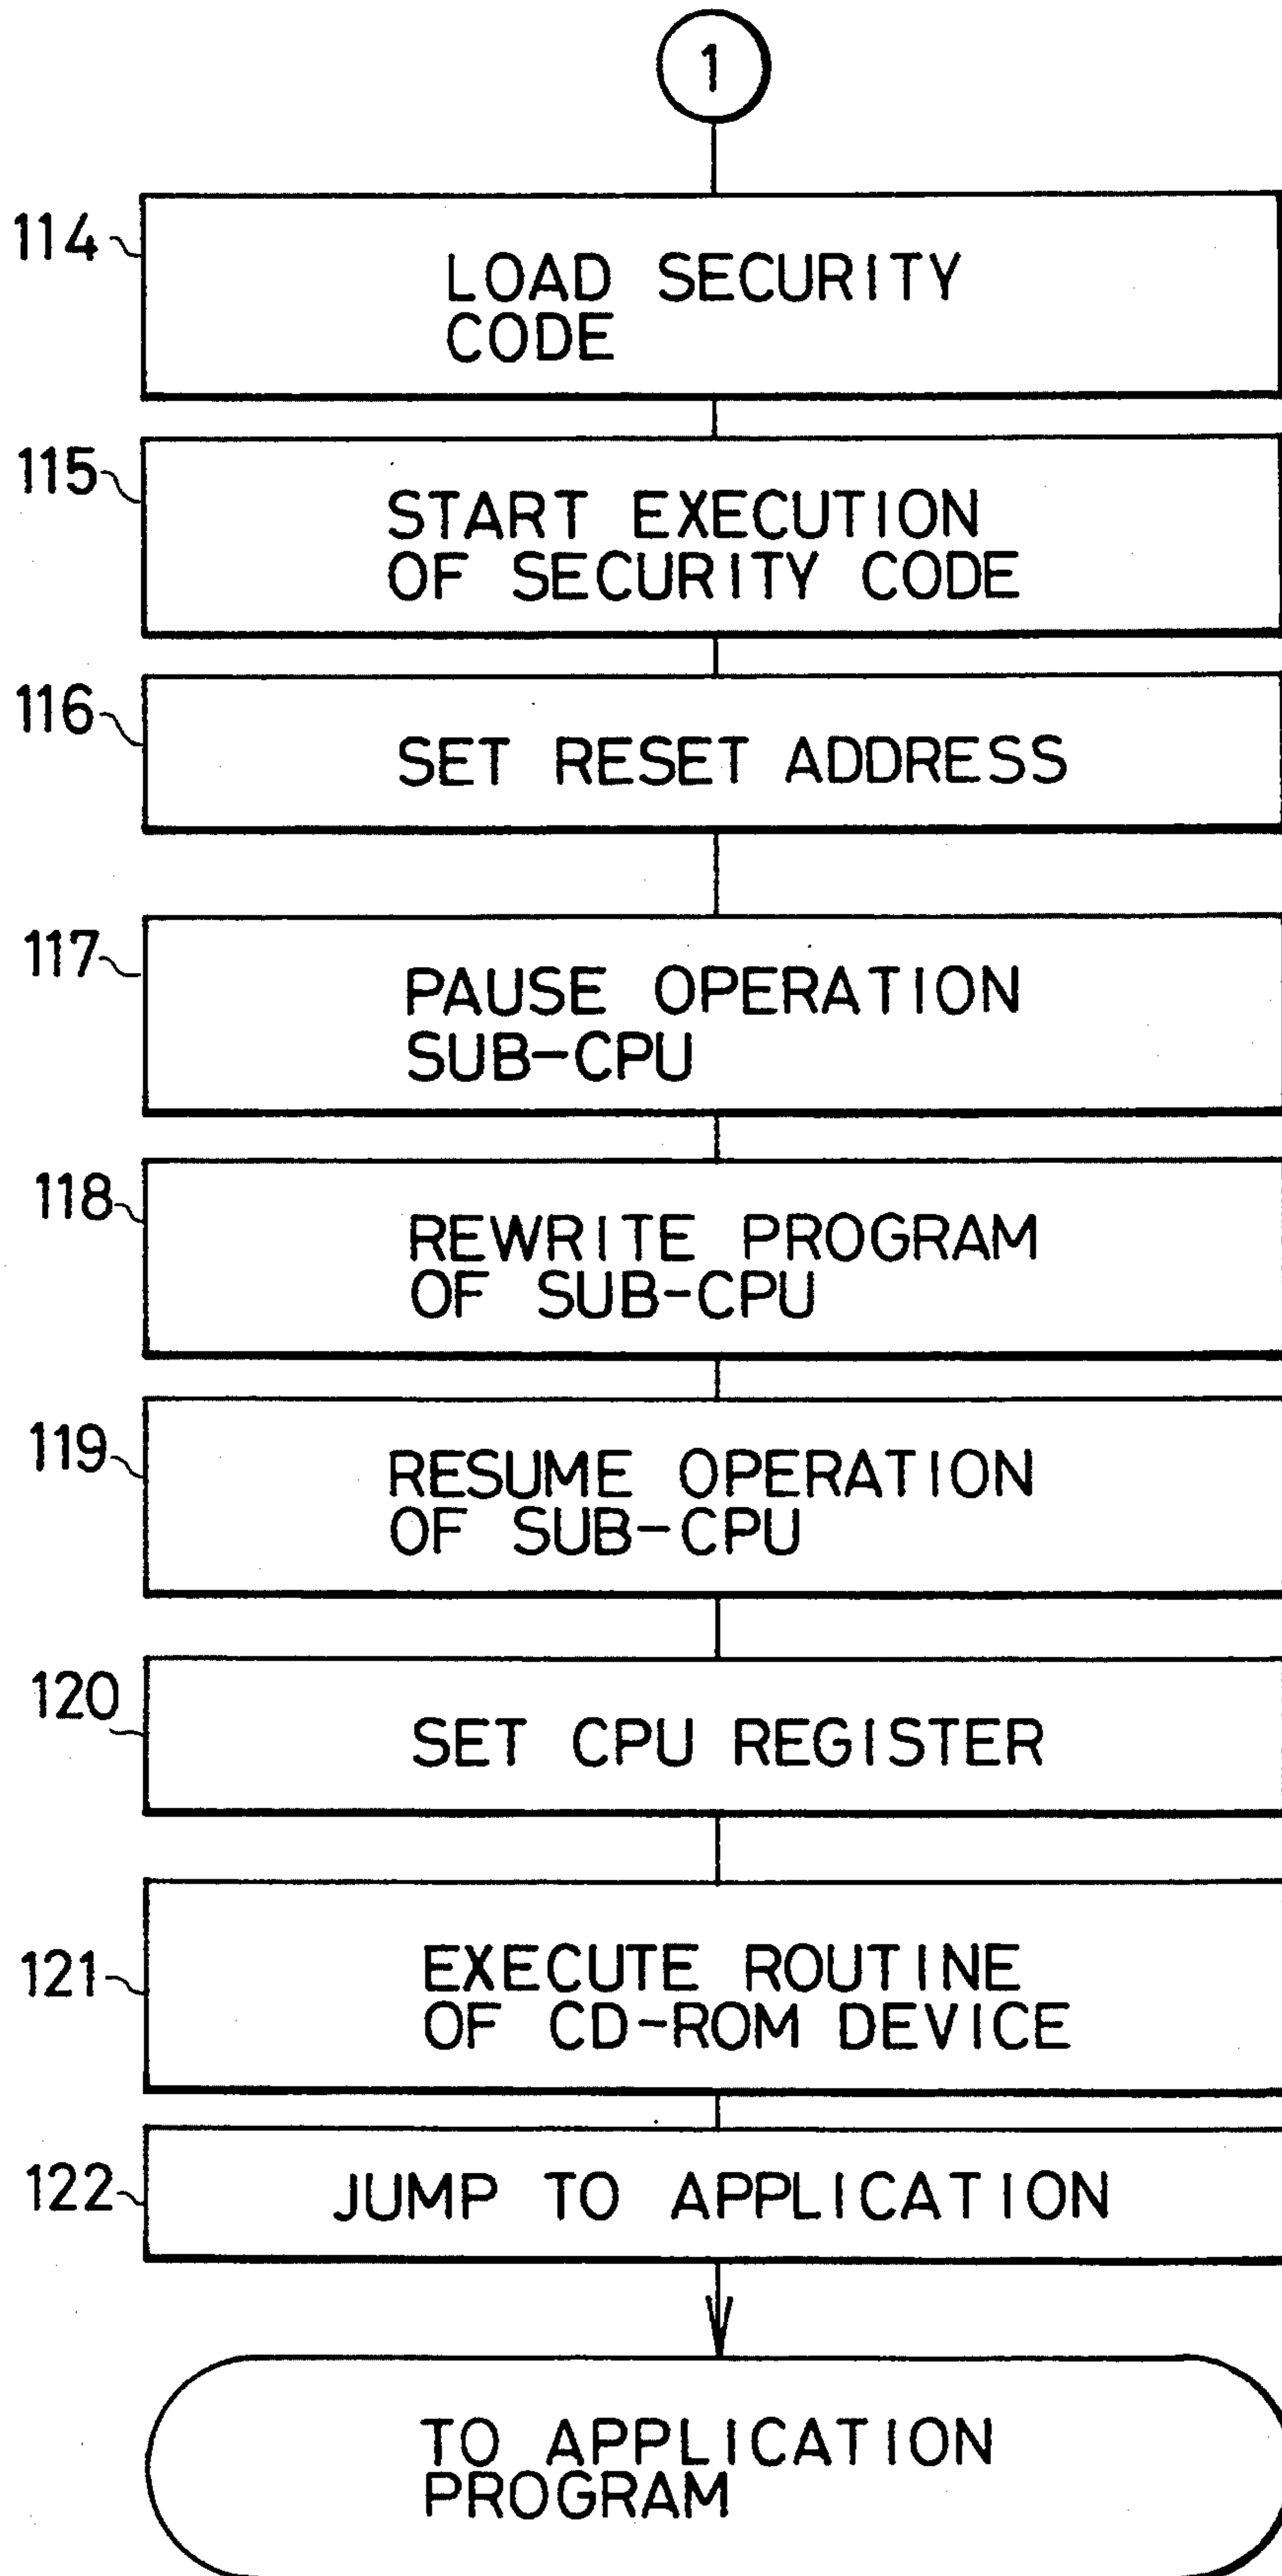 1
114
LOAD SECURITY
CODE
115
START EXECUTION
OF SECURITY CODE
116
SET RESET ADDRESS
117
PAUSE OPERATION
SUB-CPU
118
REWRITE PROGRAM
OF SUB-CPU
119
RESUME OPERATION
OF SUB-CPU
120
SET CPU REGISTER
121
EXECUTE ROUTINE
OF CD-ROM DEVICE
122
JUMP TO APPLICATION
TO APPLICATION
PROGRAM